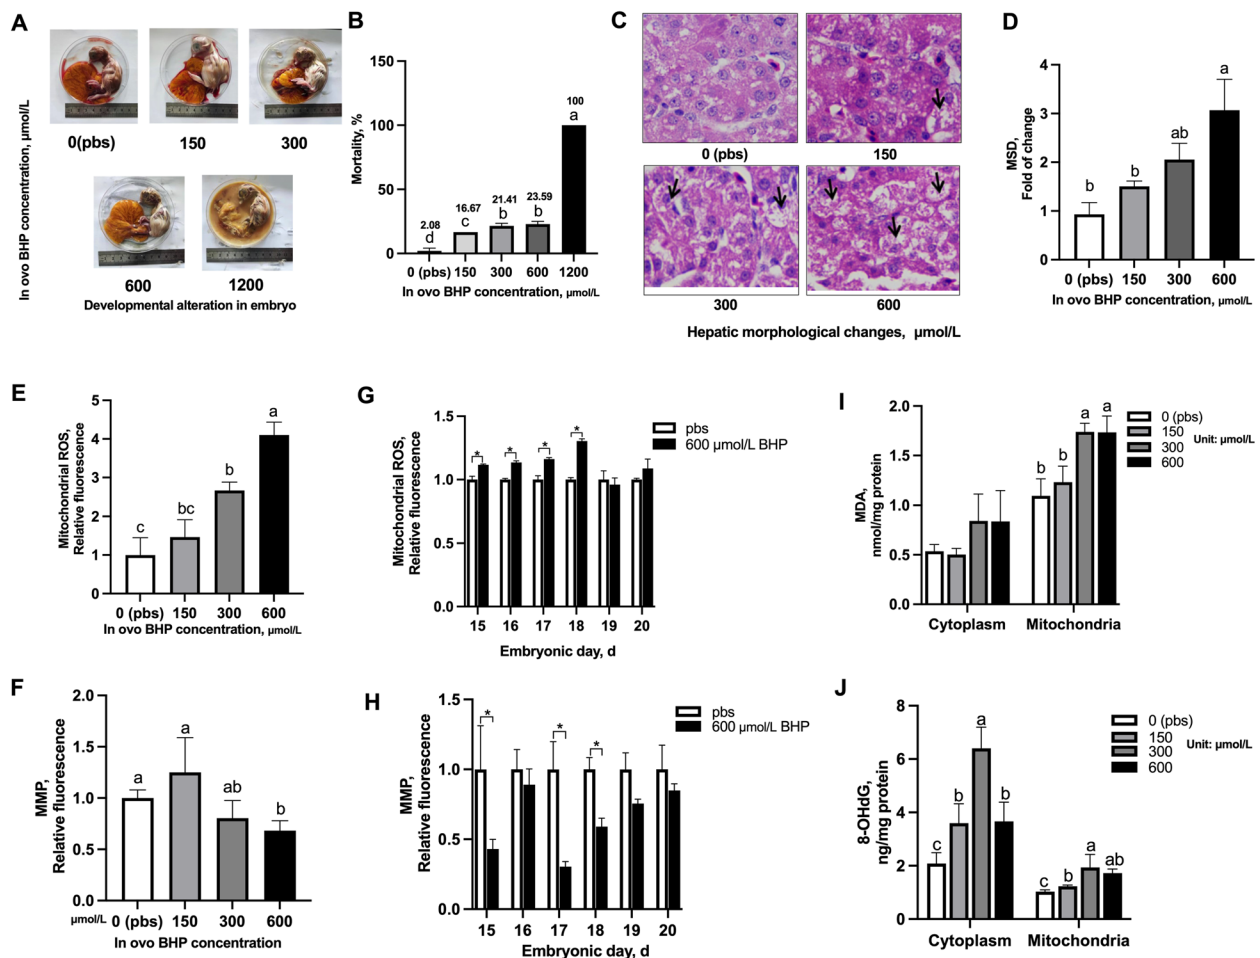 A
In ovo BHP concentration, µmol/L
0(pbs)
150
300
600
1200
Developmental alteration in embryo
B
Mortality, %
150
100
50
0
2.08
d
16.67
c
21.41
b
23.59
b
100
a
0 (pbs) 150 300 600 1200
In ovo BHP concentration, µmol/L
C
0 (pbs)
150
300
600
Hepatic morphological changes, µmol/L
D
MSD,
Fold of change
4
3
2
1
0
b
b
ab
a
0 (pbs) 150 300 600
In ovo BHP concentration, µmol/L
E
Mitochondrial ROS,
Relative fluorescence
5
4
3
2
1
0
c
bc
b
a
0 (pbs) 150 300 600
In ovo BHP concentration, µmol/L
F
MMP,
Relative fluorescence
2.0
1.5
1.0
0.5
0.0
a
a
ab
b
µmol/L 0 (pbs) 150 300 600
In ovo BHP concentration
G
Mitochondrial ROS,
Relative fluorescence
1.5
1.0
0.5
0.0
*
*
*
*
pbs
600 µmol/L BHP
15 16 17 18 19 20
Embryonic day, d
H
MMP,
Relative fluorescence
1.5
1.0
0.5
0.0
*
*
*
pbs
600 µmol/L BHP
15 16 17 18 19 20
Embryonic day, d
I
MDA,
nmol/mg protein
2.0
1.5
1.0
0.5
0.0
b
b
a
a
0 (pbs)
150
300
600
Unit: µmol/L
Cytoplasm Mitochondria
J
8-OHdG,
ng/mg protein
8
6
4
2
0
c
b
a
b
c
b
a
ab
0 (pbs)
150
300
600
Unit: µmol/L
Cytoplasm Mitochondria